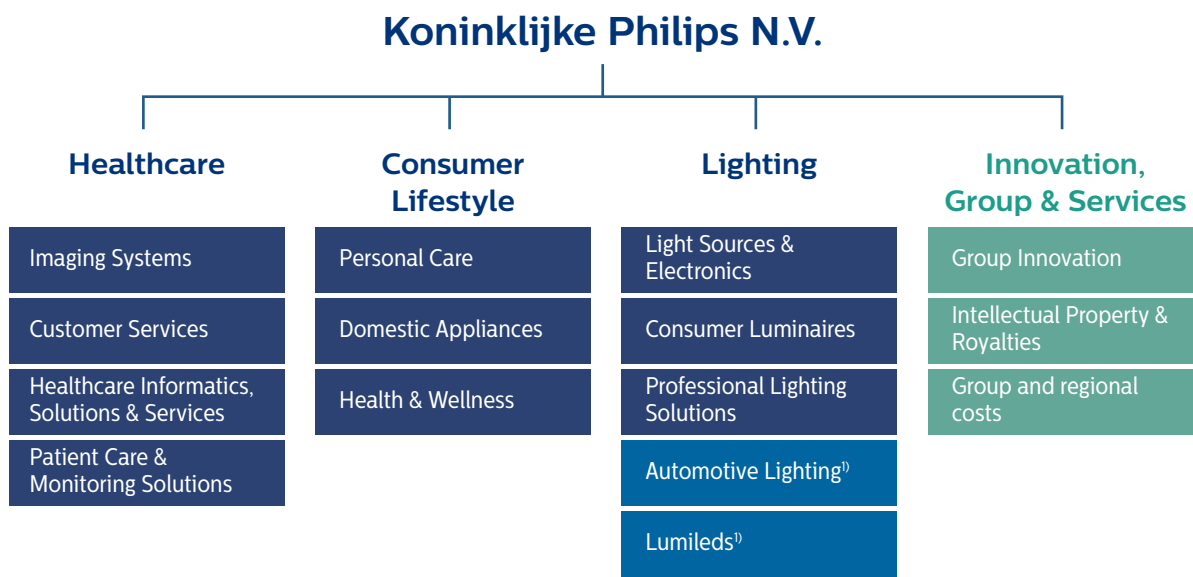 Koninklijke Philips N.V.
Healthcare
Imaging Systems
Customer Services
Healthcare Informatics,
Solutions & Services
Patient Care &
Monitoring Solutions
Consumer
Lifestyle
Personal Care
Domestic Appliances
Health & Wellness
Lighting
Light Sources &
Electronics
Consumer Luminaires
Professional Lighting
Solutions
Automotive Lighting¹⁾
Lumileds¹⁾
Innovation,
Group & Services
Group Innovation
Intellectual Property &
Royalties
Group and regional
costs